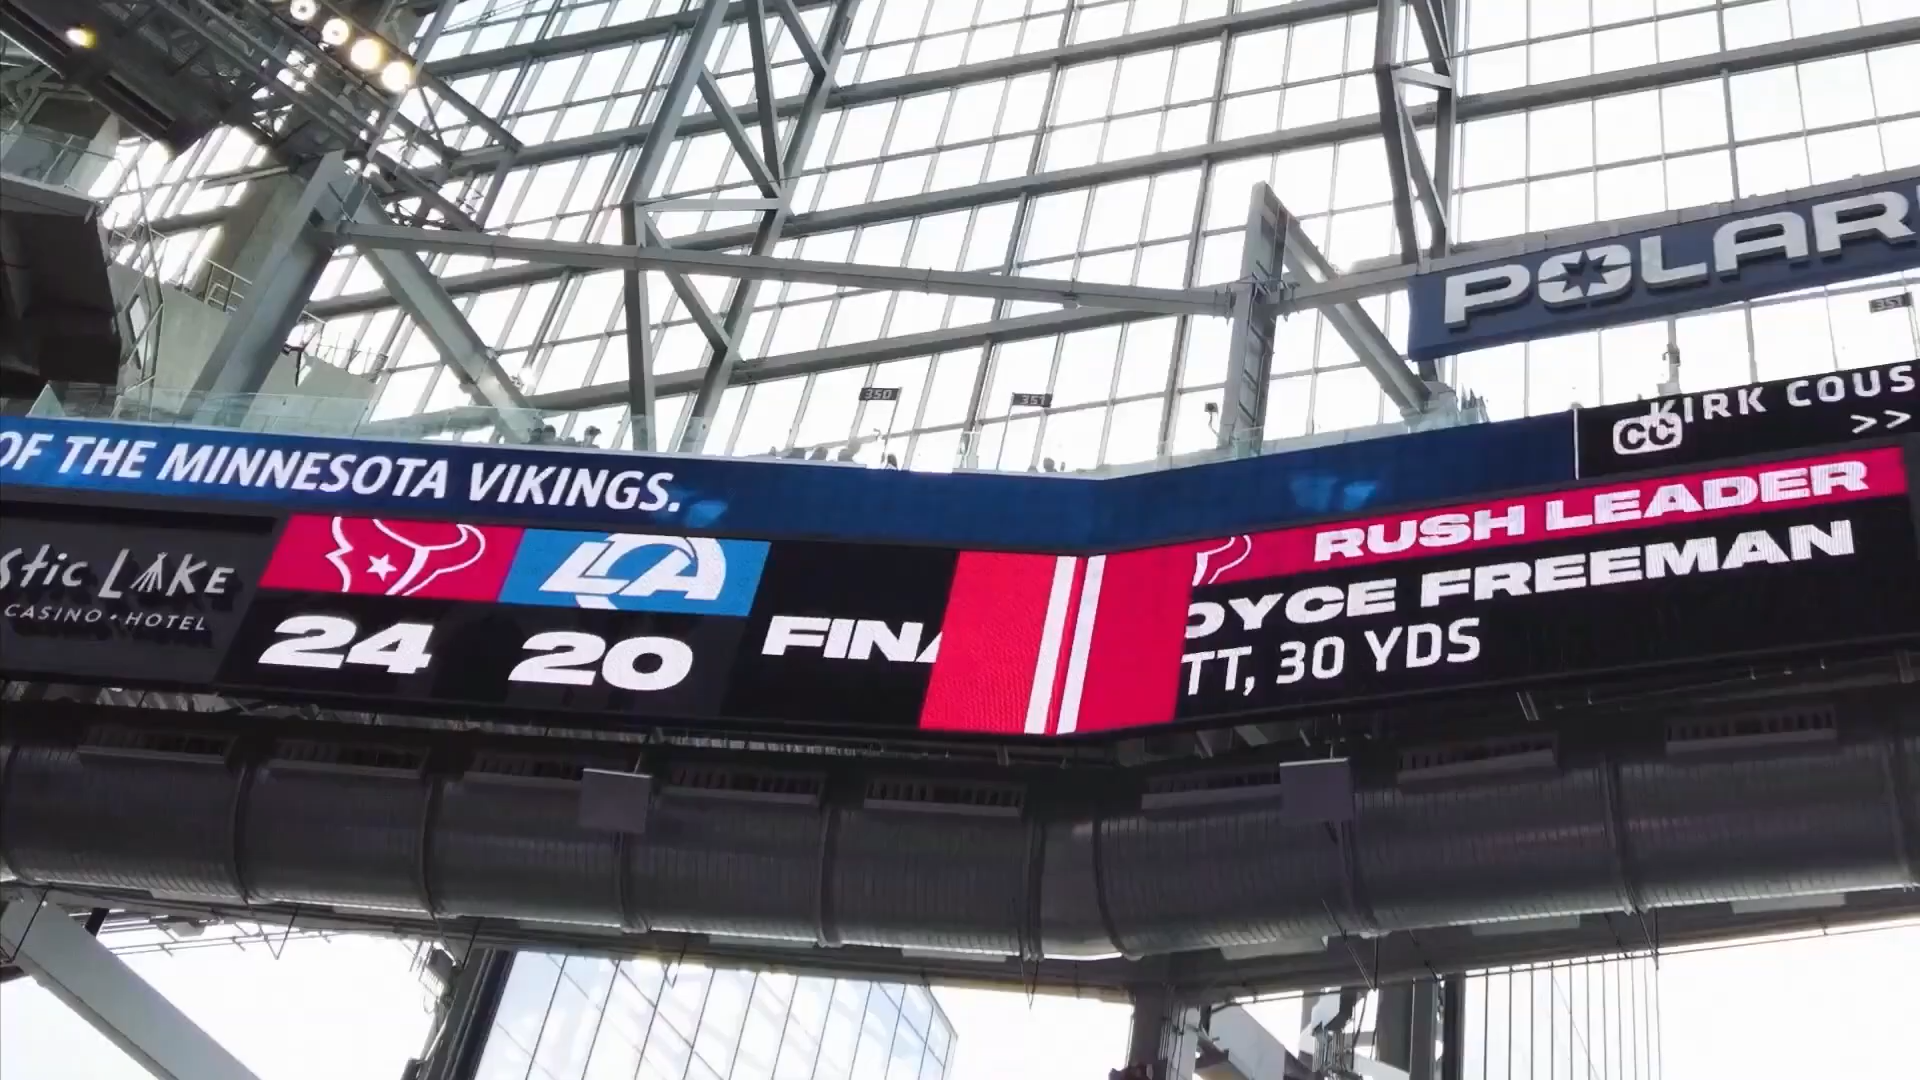 POLAR
351
350
351
KIRK COUS
CC
>>
OF THE MINNESOTA VIKINGS.
stic LAKE
CASINO • HOTEL
LA
24
20
FINA
RUSH LEADER
OYCE FREEMAN
TT, 30 YDS